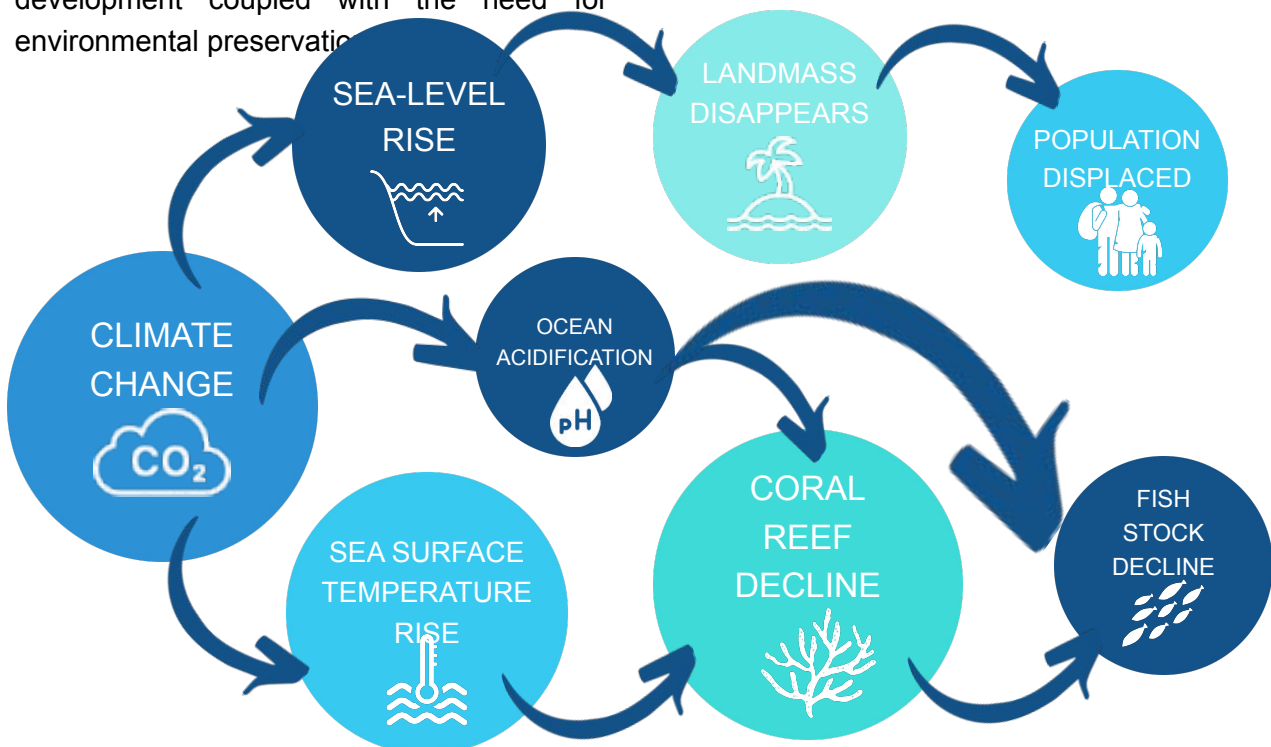 development coupled with the need for
environmental preservatio
SEA-LEVEL
RISE
LANDMASS
DISAPPEARS
POPULATION
DISPLACED
CLIMATE
CHANGE
CO₂
OCEAN
ACIDIFICATION
pH
SEA SURFACE
TEMPERATURE
RISE
CORAL
REEF
DECLINE
FISH
STOCK
DECLINE